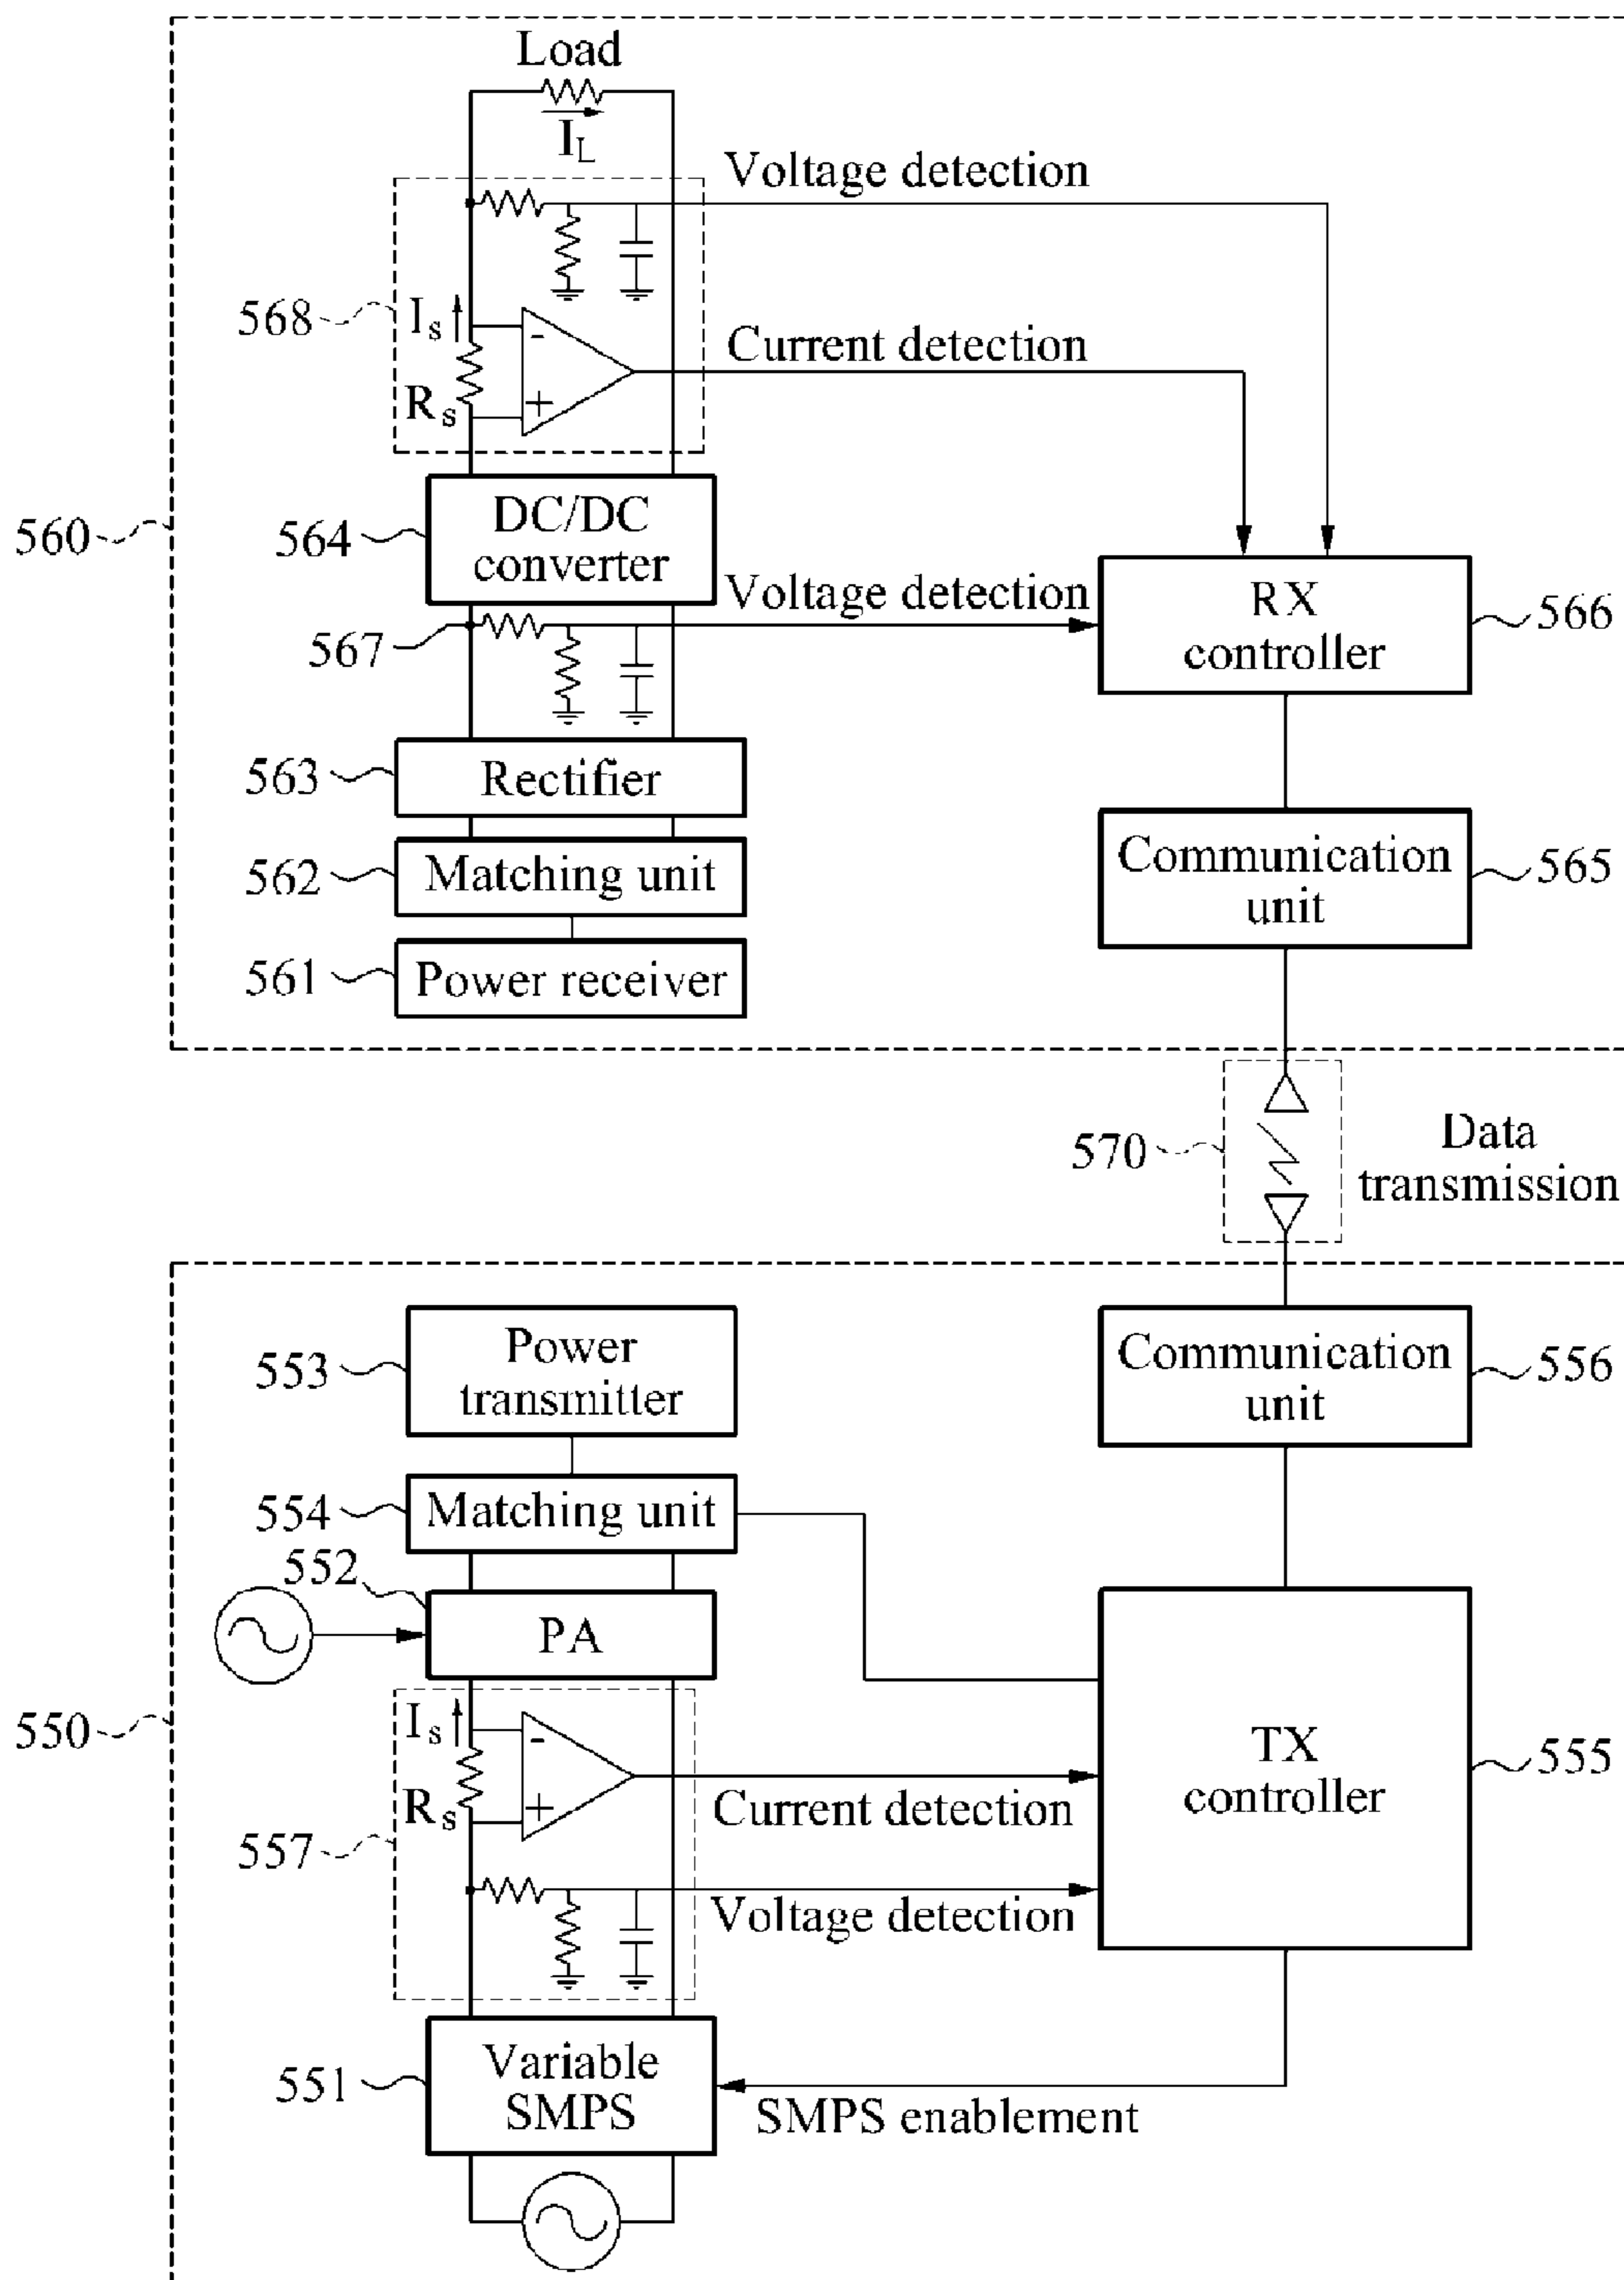 Load
I_L
Voltage detection
568
I_s
-
Current detection
R_s
+
560
564
DC/DC
converter
Voltage detection
RX
controller
566
567
563
Rectifier
562
Matching unit
Communication
unit
565
561
Power receiver
570
Data
transmission
553
Power
transmitter
Communication
unit
556
554
Matching unit
552
PA
550
I_s
-
R_s
+
Current detection
TX
controller
555
557
Voltage detection
551
Variable
SMPS
SMPS enablement